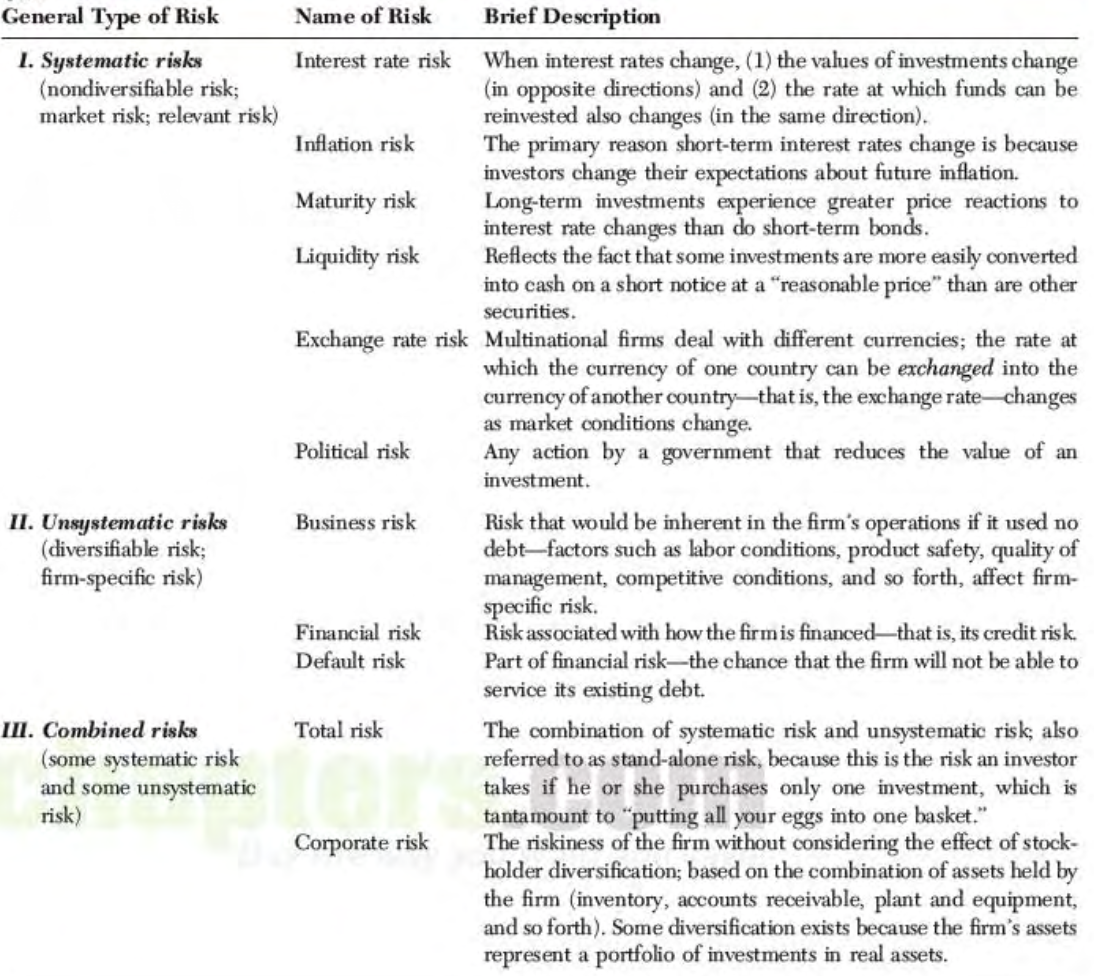 General Type of Risk Name of Risk Brief Description
I. Systematic risks Interest rate risk When interest rates change, (1) the values of investments change
(nondiversifiable risk; (in opposite directions) and (2) the rate at which funds can be
market risk; relevant risk) reinvested also changes (in the same direction).
Inflation risk The primary reason short-term interest rates change is because
investors change their expectations about future inflation.
Maturity risk Long-term investments experience greater price reactions to
interest rate changes than do short-term bonds.
Liquidity risk Reflects the fact that some investments are more easily converted
into cash on a short notice at a “reasonable price” than are other
securities.
Exchange rate risk Multinational firms deal with different currencies; the rate at
which the currency of one country can be exchanged into the
currency of another country—that is, the exchange rate—changes
as market conditions change.
Political risk Any action by a government that reduces the value of an
investment.
II. Unsystematic risks Business risk Risk that would be inherent in the firm’s operations if it used no
(diversifiable risk; debt—factors such as labor conditions, product safety, quality of
firm-specific risk) management, competitive conditions, and so forth, affect firm-
specific risk.
Financial risk Risk associated with how the firm is financed—that is, its credit risk.
Default risk Part of financial risk—the chance that the firm will not be able to
service its existing debt.
III. Combined risks Total risk The combination of systematic risk and unsystematic risk; also
(some systematic risk referred to as stand-alone risk, because this is the risk an investor
and some unsystematic takes if he or she purchases only one investment, which is
risk) tantamount to “putting all your eggs into one basket.”
Corporate risk The riskiness of the firm without considering the effect of stock-
holder diversification; based on the combination of assets held by
the firm (inventory, accounts receivable, plant and equipment,
and so forth). Some diversification exists because the firm’s assets
represent a portfolio of investments in real assets.